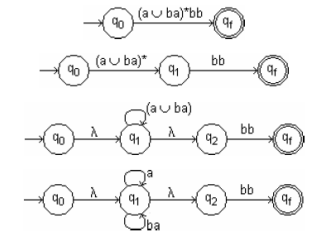 q0 (a ∪ ba)*bb qf
q0 (a ∪ ba)* q1 bb qf
(a ∪ ba)
q0 λ q1 λ q2 bb qf
a
q0 λ q1 λ q2 bb qf
ba